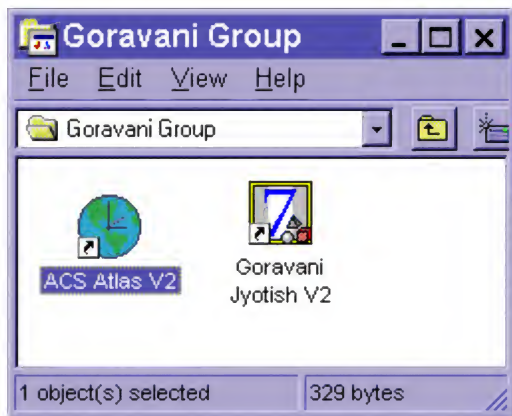 Goravani Group
File Edit View Help
Goravani Group
ACS Atlas V2
Goravani
Jyotish V2
1 object(s) selected
329 bytes